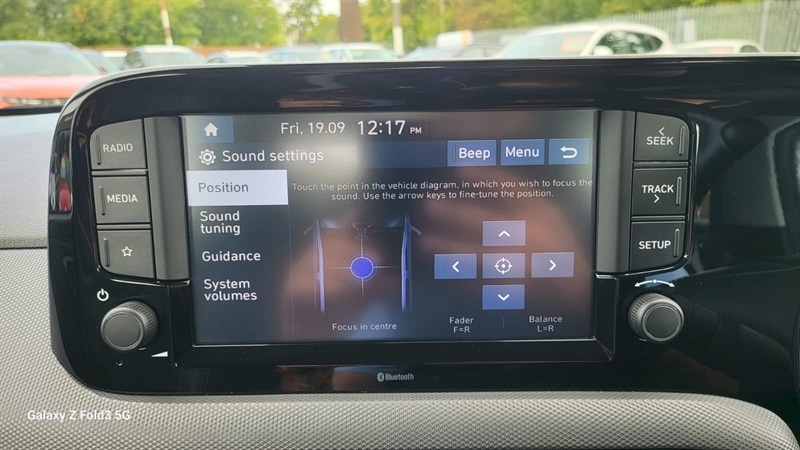 Fri, 19.09 12:17 PM
RADIO
MEDIA
Sound settings
Beep
Menu
Position
Sound
tuning
Guidance
System
volumes
Touch the point in the vehicle diagram, in which you wish to focus the
sound. Use the arrow keys to fine-tune the position.
Focus in centre
Fader
F=R
Balance
L=R
SEEK
TRACK
SETUP
Bluetooth
Galaxy Z Fold3 5G